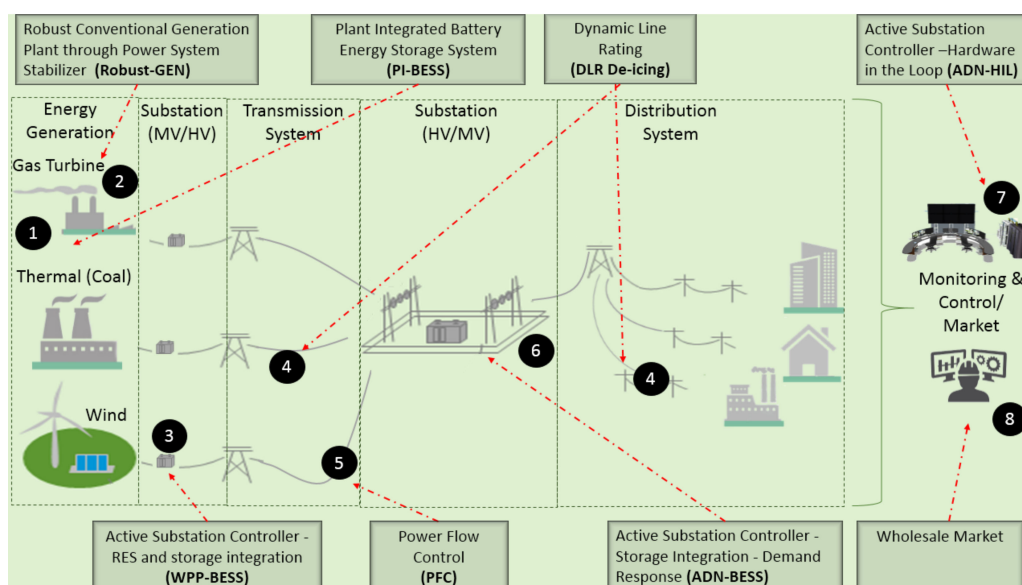 Robust Conventional Generation
Plant through Power System
Stabilizer (Robust-GEN)
Plant Integrated Battery
Energy Storage System
(PI-BESS)
Dynamic Line
Rating
(DLR De-icing)
Active Substation
Controller –Hardware
in the Loop (ADN-HIL)
Energy
Generation
Substation
(MV/HV)
Transmission
System
Substation
(HV/MV)
Distribution
System
Gas Turbine
2
1
7
Thermal (Coal)
Monitoring &
Control/
Market
4
6
4
Wind
3
5
8
Active Substation Controller -
RES and storage integration
(WPP-BESS)
Power Flow
Control
(PFC)
Active Substation Controller -
Storage Integration - Demand
Response (ADN-BESS)
Wholesale Market